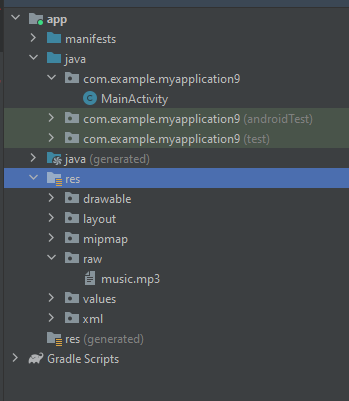 app
manifests
java
com.example.myapplication9
MainActivity
com.example.myapplication9 (androidTest)
com.example.myapplication9 (test)
java (generated)
res
drawable
layout
mipmap
raw
music.mp3
values
xml
res (generated)
Gradle Scripts